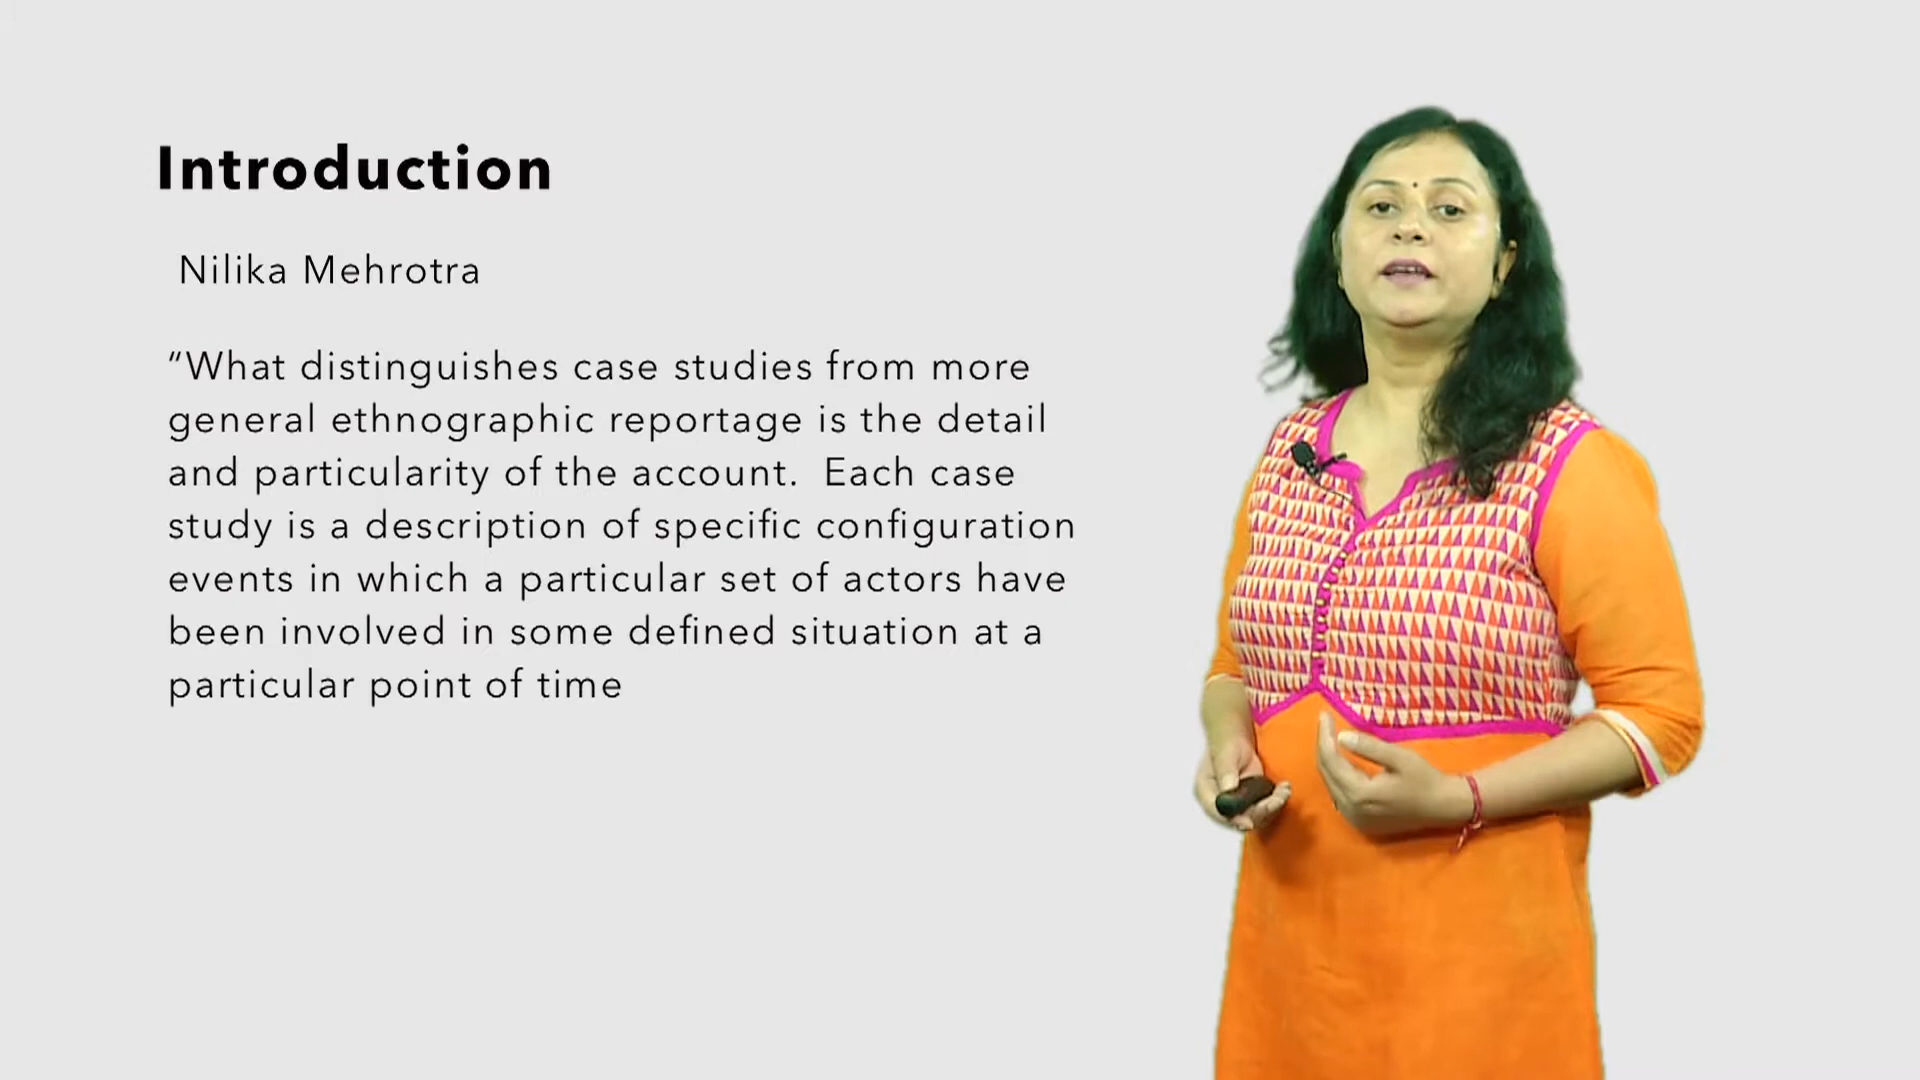 Introduction
Nilika Mehrotra
“What distinguishes case studies from more
general ethnographic reportage is the detail
and particularity of the account.  Each case
study is a description of specific configuration
events in which a particular set of actors have
been involved in some defined situation at a
particular point of time